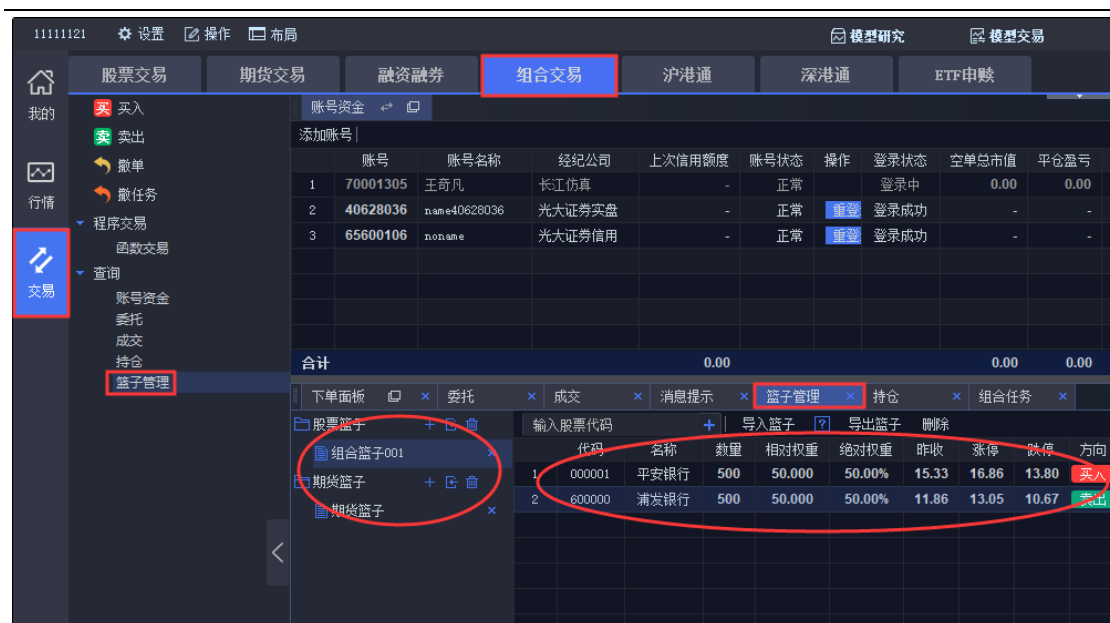 11111121 设置 操作 布局 模型研究 模型交易
股票交易 期货交易 融资融券 组合交易 沪港通 深港通 ETF申赎
我的
行情
交易
买 买入
卖 卖出
撤单
撤任务
程序交易
函数交易
查询
账号资金
委托
成交
持仓
篮子管理
账号资金
添加账号
账号 账号名称 经纪公司 上次信用额度 账号状态 操作 登录状态 空单总市值 平仓盈亏
1 70001305 王奇凡 长江仿真 - 正常 登录中 0.00 0.00
2 40628036 name40628036 光大证券实盘 - 正常 重登 登录成功 - -
3 65600106 noname 光大证券信用 - 正常 重登 登录成功 - -
合计 0.00 0.00 0.00
下单面板 × 委托 × 成交 × 消息提示 × 篮子管理 × 持仓 × 组合任务 ×
股票篮子 +
组合篮子001 ×
期货篮子 +
期货篮子 ×
输入股票代码 + 导入篮子 ? 导出篮子 删除
代码 名称 数量 相对权重 绝对权重 昨收 涨停 跌停 方向
1 000001 平安银行 500 50.000 50.00% 15.33 16.86 13.80 买入
2 600000 浦发银行 500 50.000 50.00% 11.86 13.05 10.67 卖出